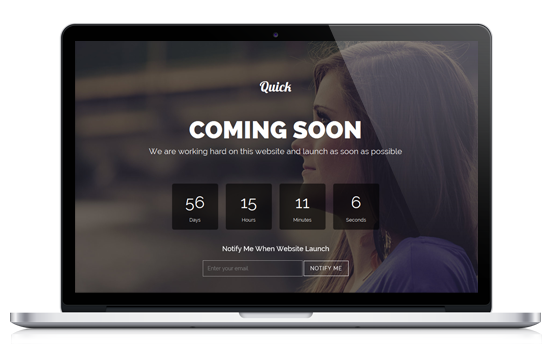 Quick
COMING SOON
We are working hard on this website and launch as soon as possible
56 15 11 6
Days Hours Minutes Seconds
Notify Me When Website Launch
Enter your email NOTIFY ME